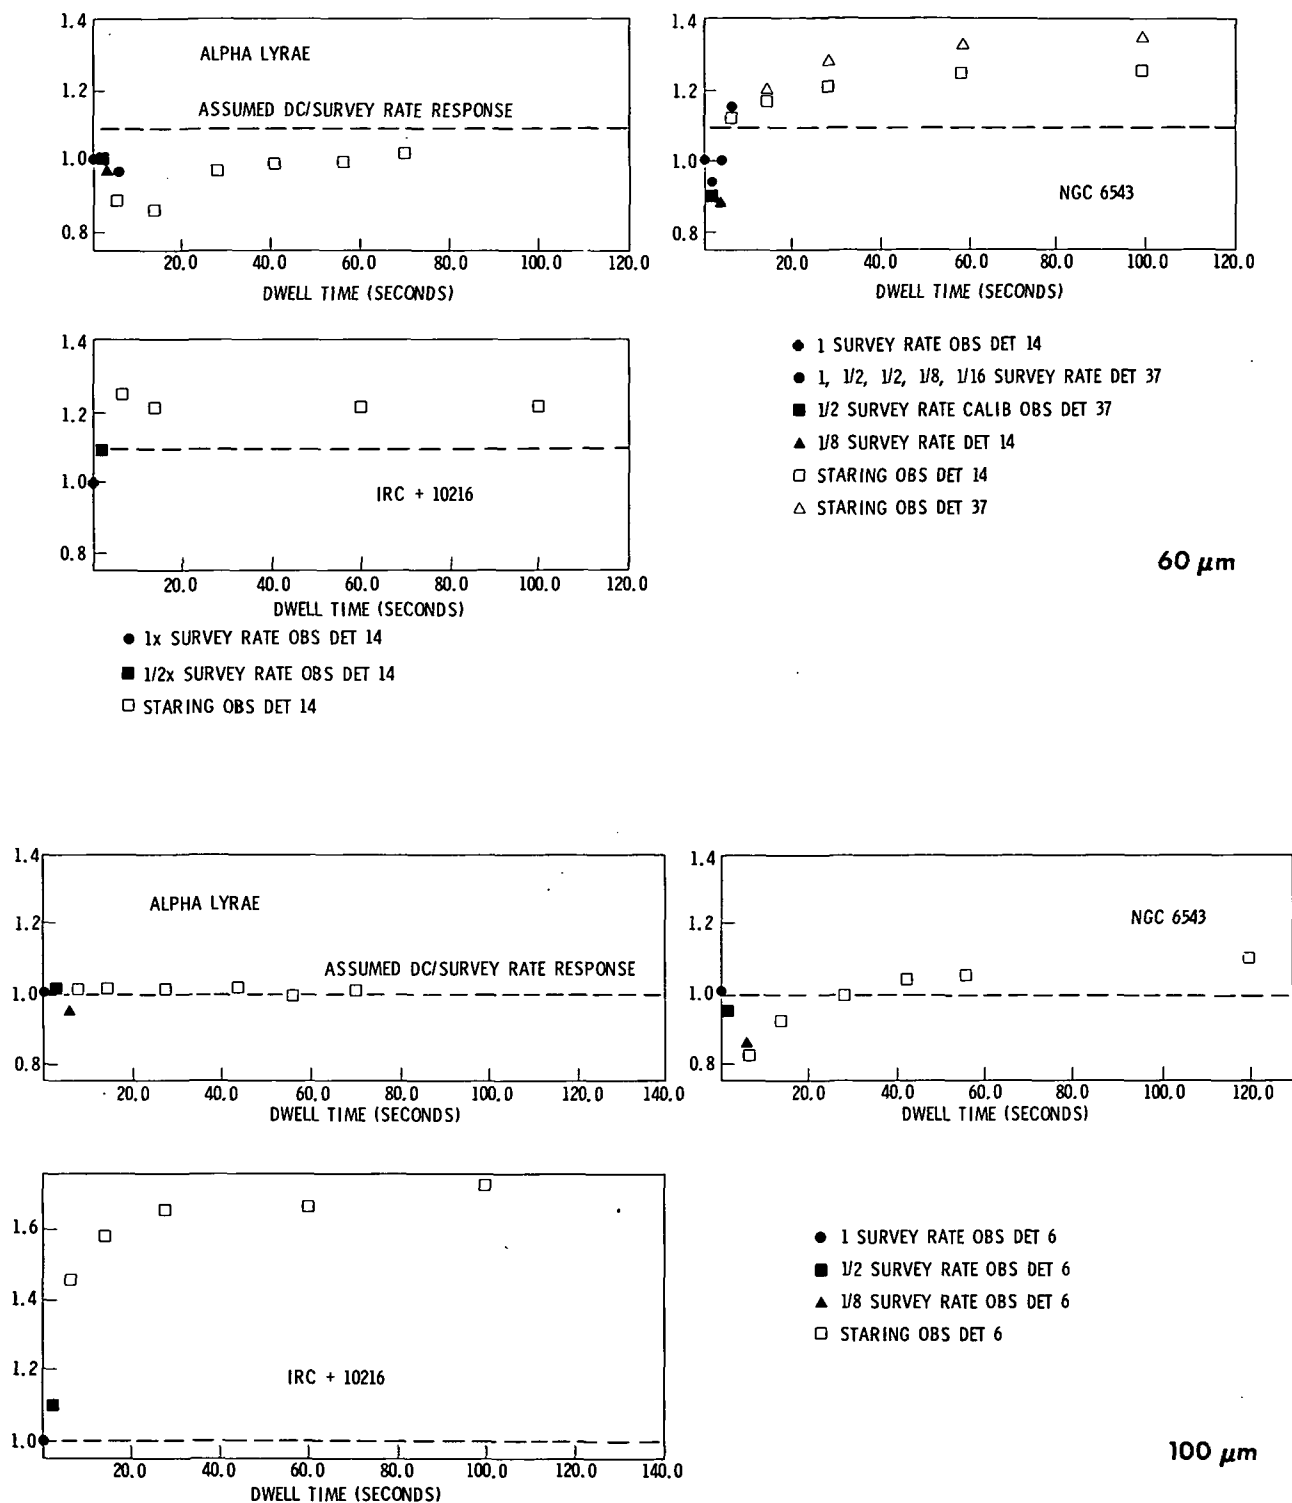 1.4
1.2
1.0
0.8
ALPHA LYRAE
ASSUMED DC/SURVEY RATE RESPONSE
20.0 40.0 60.0 80.0 100.0 120.0
DWELL TIME (SECONDS)
1.4
1.2
1.0
0.8
NGC 6543
20.0 40.0 60.0 80.0 100.0 120.0
DWELL TIME (SECONDS)
1.4
1.2
1.0
0.8
IRC + 10216
20.0 40.0 60.0 80.0 100.0 120.0
DWELL TIME (SECONDS)
1x SURVEY RATE OBS DET 14
1/2x SURVEY RATE OBS DET 14
STARING OBS DET 14
1 SURVEY RATE OBS DET 14
1, 1/2, 1/2, 1/8, 1/16 SURVEY RATE DET 37
1/2 SURVEY RATE CALIB OBS DET 37
1/8 SURVEY RATE DET 14
STARING OBS DET 14
STARING OBS DET 37
60 μm
1.4
1.2
1.0
0.8
ALPHA LYRAE
ASSUMED DC/SURVEY RATE RESPONSE
20.0 40.0 60.0 80.0 100.0 120.0 140.0
DWELL TIME (SECONDS)
1.4
1.2
1.0
0.8
NGC 6543
20.0 40.0 60.0 80.0 100.0 120.0
DWELL TIME (SECONDS)
1.6
1.4
1.2
1.0
IRC + 10216
20.0 40.0 60.0 80.0 100.0 120.0 140.0
DWELL TIME (SECONDS)
1 SURVEY RATE OBS DET 6
1/2 SURVEY RATE OBS DET 6
1/8 SURVEY RATE OBS DET 6
STARING OBS DET 6
100 μm